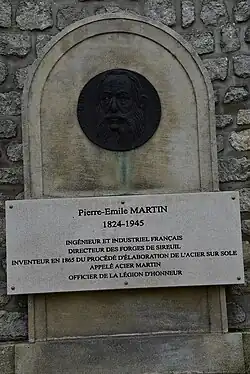 Pierre-Emile MARTIN
1824-1945
INGÉNIEUR ET INDUSTRIEL FRANÇAIS
DIRECTEUR DES FORGES DE SIREUIL
INVENTEUR EN 1865 DU PROCÉDÉ D'ÉLABORATION DE L'ACIER SUR SOLE
APPELÉ ACIER MARTIN
OFFICIER DE LA LÉGION D'HONNEUR